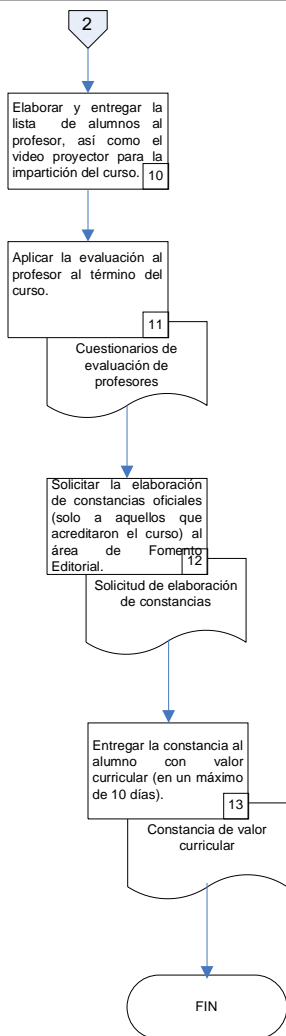 2
Elaborar y entregar la
lista de alumnos al
profesor, así como el
video proyector para la
impartición del curso.
10
Aplicar la evaluación al
profesor al término del
curso.
11
Cuestionarios de
evaluación de
profesores
Solicitar la elaboración
de constancias oficiales
(solo a aquellos que
acreditaron el curso) al
área de Fomento
Editorial.
12
Solicitud de elaboración
de constancias
Entregar la constancia al
alumno con valor
curricular (en un máximo
de 10 días).
13
Constancia de valor
curricular
FIN